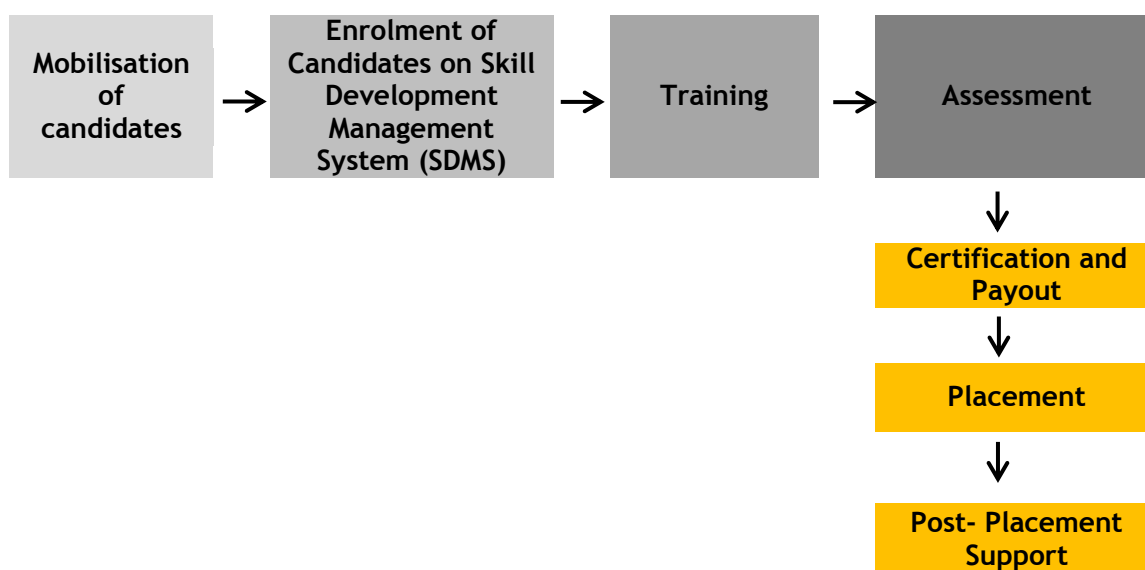 Mobilisation
of
candidates
Enrolment of
Candidates on Skill
Development
Management
System (SDMS)
Training
Assessment
Certification and
Payout
Placement
Post- Placement
Support